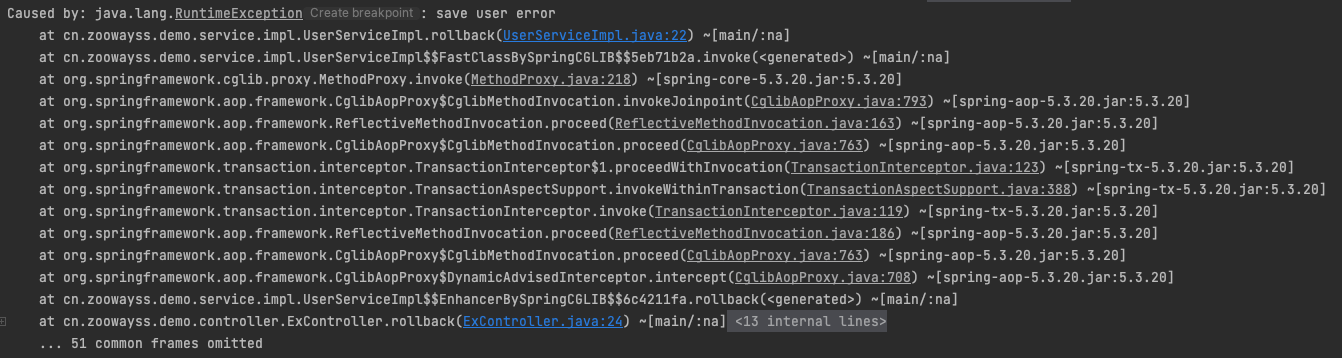 Caused by: java.lang.RuntimeException Create breakpoint : save user error
at cn.zoowayss.demo.service.impl.UserServiceImpl.rollback(UserServiceImpl.java:22) ~[main/:na]
at cn.zoowayss.demo.service.impl.UserServiceImpl$$FastClassBySpringCGLIB$$5eb71b2a.invoke(<generated>) ~[main/:na]
at org.springframework.cglib.proxy.MethodProxy.invoke(MethodProxy.java:218) ~[spring-core-5.3.20.jar:5.3.20]
at org.springframework.aop.framework.CglibAopProxy$CglibMethodInvocation.invokeJoinpoint(CglibAopProxy.java:793) ~[spring-aop-5.3.20.jar:5.3.20]
at org.springframework.aop.framework.ReflectiveMethodInvocation.proceed(ReflectiveMethodInvocation.java:163) ~[spring-aop-5.3.20.jar:5.3.20]
at org.springframework.aop.framework.CglibAopProxy$CglibMethodInvocation.proceed(CglibAopProxy.java:763) ~[spring-aop-5.3.20.jar:5.3.20]
at org.springframework.transaction.interceptor.TransactionInterceptor$1.proceedWithInvocation(TransactionInterceptor.java:123) ~[spring-tx-5.3.20.jar:5.3.20]
at org.springframework.transaction.interceptor.TransactionAspectSupport.invokeWithinTransaction(TransactionAspectSupport.java:388) ~[spring-tx-5.3.20.jar:5.3.20]
at org.springframework.transaction.interceptor.TransactionInterceptor.invoke(TransactionInterceptor.java:119) ~[spring-tx-5.3.20.jar:5.3.20]
at org.springframework.aop.framework.ReflectiveMethodInvocation.proceed(ReflectiveMethodInvocation.java:186) ~[spring-aop-5.3.20.jar:5.3.20]
at org.springframework.aop.framework.CglibAopProxy$CglibMethodInvocation.proceed(CglibAopProxy.java:763) ~[spring-aop-5.3.20.jar:5.3.20]
at org.springframework.aop.framework.CglibAopProxy$DynamicAdvisedInterceptor.intercept(CglibAopProxy.java:708) ~[spring-aop-5.3.20.jar:5.3.20]
at cn.zoowayss.demo.service.impl.UserServiceImpl$$EnhancerBySpringCGLIB$$6c4211fa.rollback(<generated>) ~[main/:na]
at cn.zoowayss.demo.controller.ExController.rollback(ExController.java:24) ~[main/:na] <13 internal lines>
... 51 common frames omitted